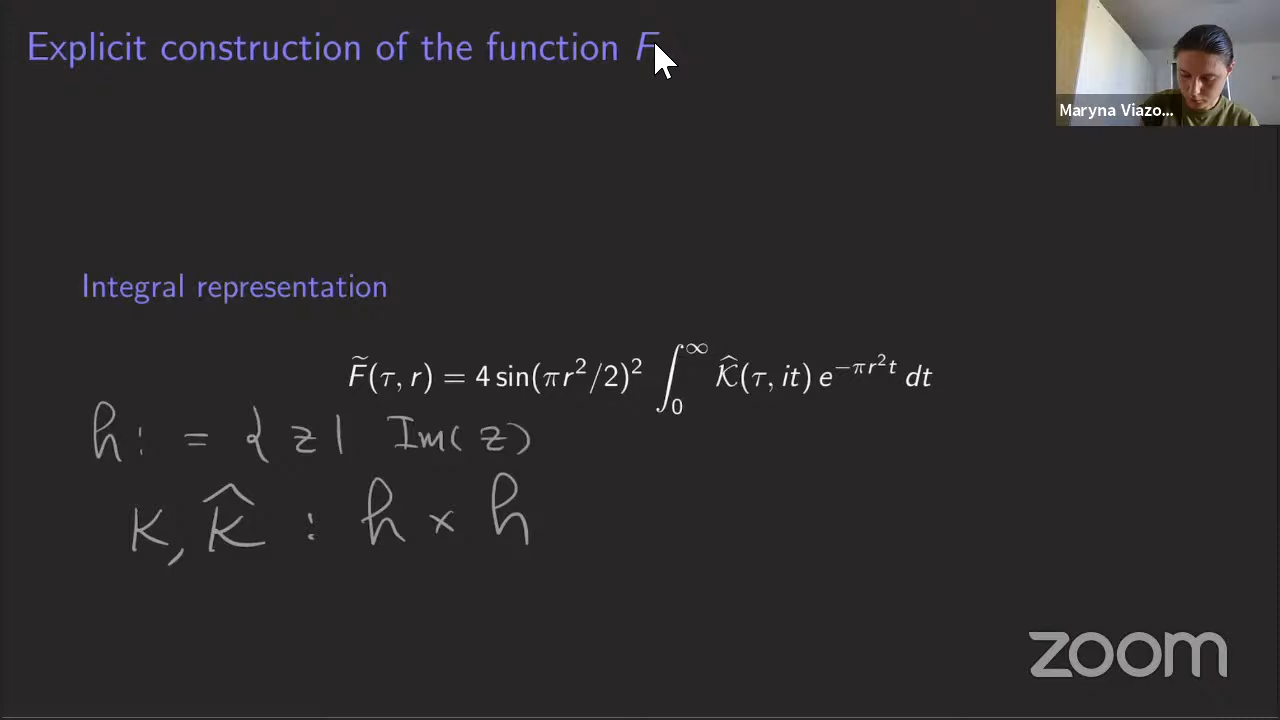 Explicit construction of the function F
Maryna Viazo...
Integral representation
F̃(τ, r) = 4 sin(πr²/2)² ∫₀^∞ K̂(τ, it) e^{−πr²t} dt
h := { z | Im(z)
K, K̂ : h × h
zoom